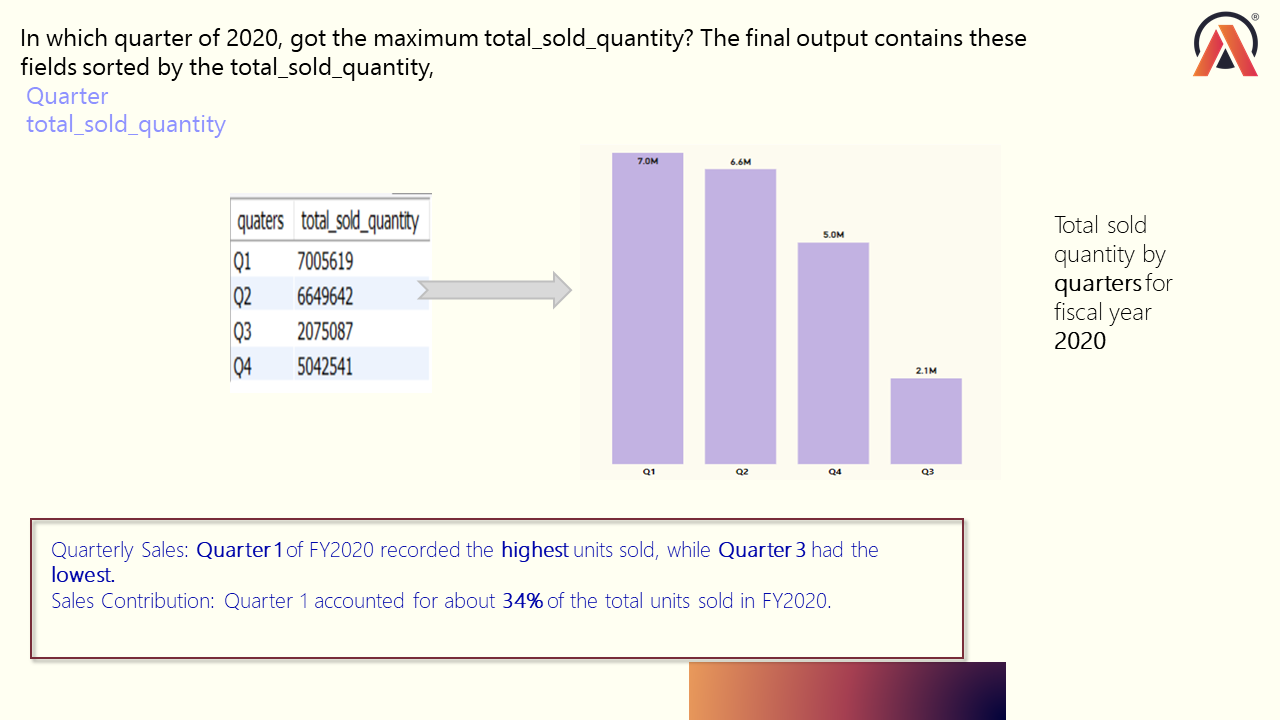 In which quarter of 2020, got the maximum total_sold_quantity? The final output contains these
fields sorted by the total_sold_quantity,
Quarter
total_sold_quantity
quaters total_sold_quantity
Q1 7005619
Q2 6649642
Q3 2075087
Q4 5042541
7.0M
6.6M
5.0M
2.1M
Q1 Q2 Q4 Q3
Total sold
quantity by
quarters for
fiscal year
2020
Quarterly Sales: Quarter 1 of FY2020 recorded the highest units sold, while Quarter 3 had the
lowest.
Sales Contribution: Quarter 1 accounted for about 34% of the total units sold in FY2020.
®